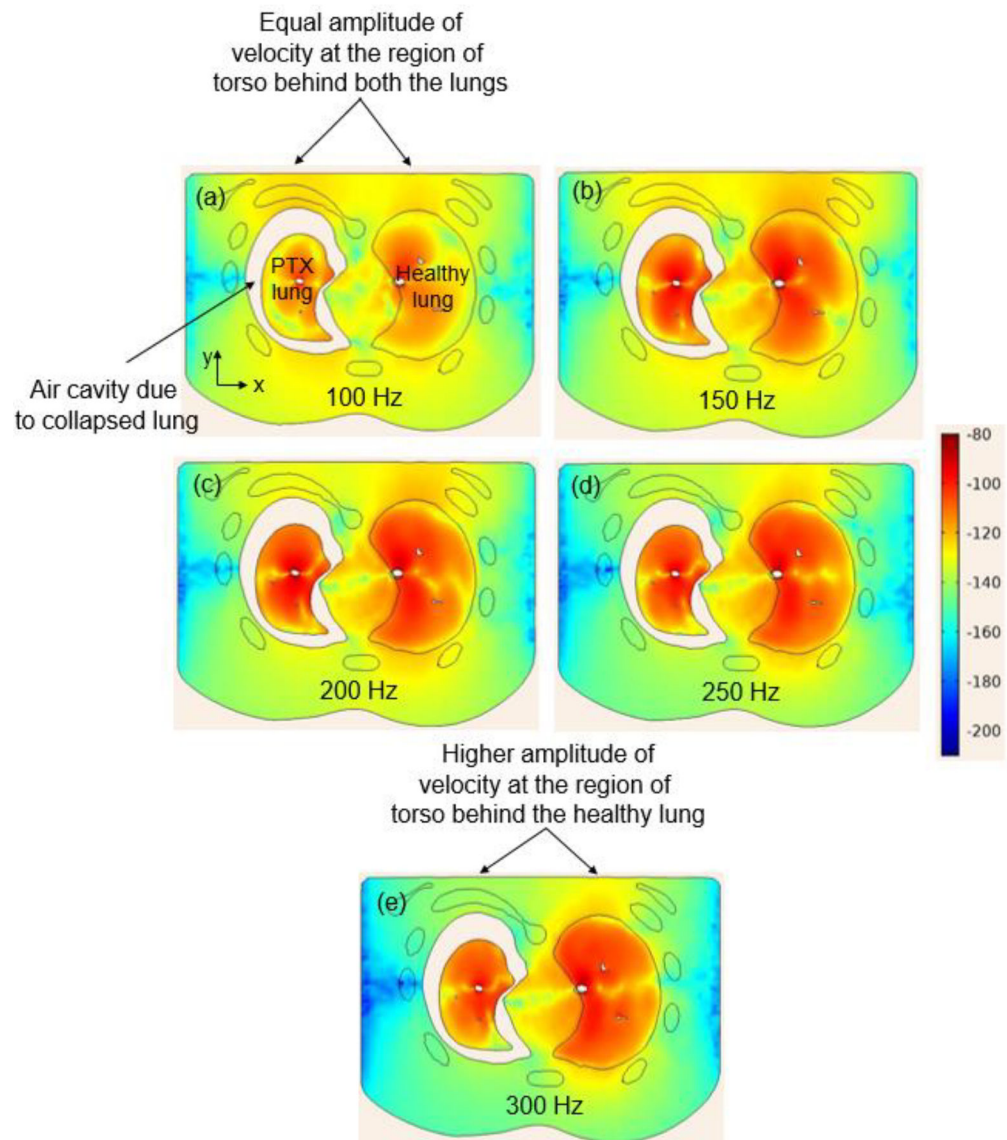 Equal amplitude of
velocity at the region of
torso behind both the lungs
(a)
PTX
lung
Healthy
lung
y
x
100 Hz
Air cavity due
to collapsed lung
(b)
150 Hz
(c)
200 Hz
(d)
250 Hz
-80
-100
-120
-140
-160
-180
-200
Higher amplitude of
velocity at the region of
torso behind the healthy lung
(e)
300 Hz